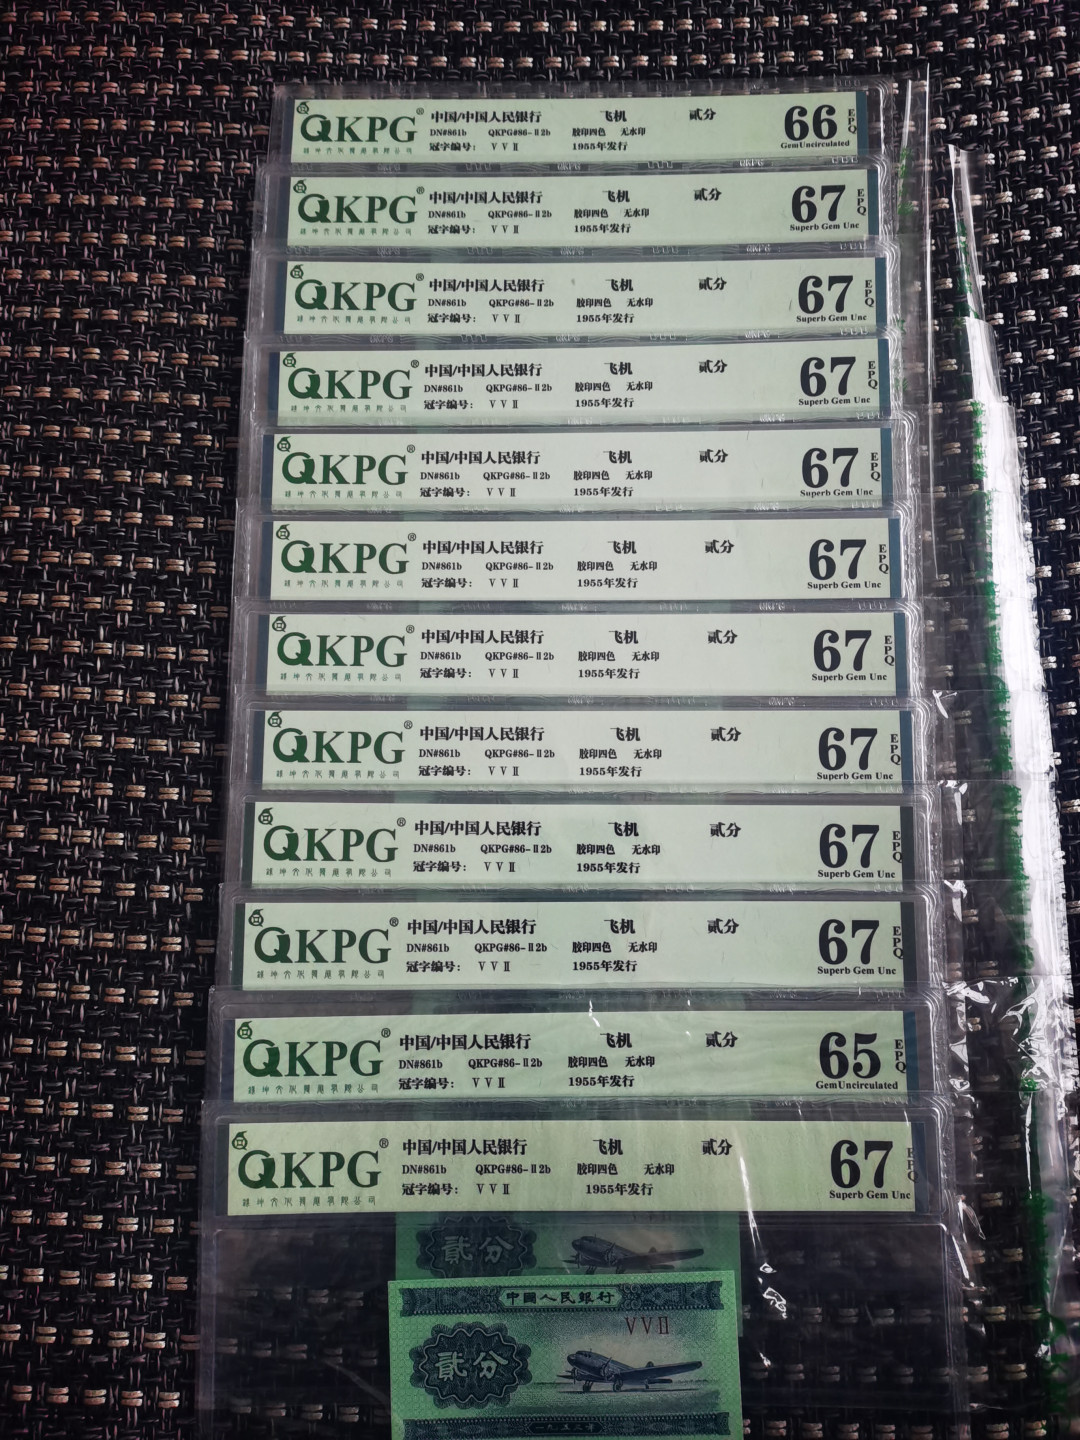 QKPG® 中国/中国人民银行 飞机 贰分 66 EPQ
DN#861b QKPG#86-Ⅱ2b 胶印四色 无水印 Gem Uncirculated
冠字编号: V V Ⅱ 1955年发行
QKPG® 中国/中国人民银行 飞机 贰分 67 EPQ
DN#861b QKPG#86-Ⅱ2b 胶印四色 无水印 Superb Gem Unc
冠字编号: V V Ⅱ 1955年发行
QKPG® 中国/中国人民银行 飞机 贰分 67 EPQ
DN#861b QKPG#86-Ⅱ2b 胶印四色 无水印 Superb Gem Unc
冠字编号: V V Ⅱ 1955年发行
QKPG® 中国/中国人民银行 飞机 贰分 67 EPQ
DN#861b QKPG#86-Ⅱ2b 胶印四色 无水印 Superb Gem Unc
冠字编号: V V Ⅱ 1955年发行
QKPG® 中国/中国人民银行 飞机 贰分 67 EPQ
DN#861b QKPG#86-Ⅱ2b 胶印四色 无水印 Superb Gem Unc
冠字编号: V V Ⅱ 1955年发行
QKPG® 中国/中国人民银行 飞机 贰分 67 EPQ
DN#861b QKPG#86-Ⅱ2b 胶印四色 无水印 Superb Gem Unc
冠字编号: V V Ⅱ 1955年发行
QKPG® 中国/中国人民银行 飞机 贰分 67 EPQ
DN#861b QKPG#86-Ⅱ2b 胶印四色 无水印 Superb Gem Unc
冠字编号: V V Ⅱ 1955年发行
QKPG® 中国/中国人民银行 飞机 贰分 67 EPQ
DN#861b QKPG#86-Ⅱ2b 胶印四色 无水印 Superb Gem Unc
冠字编号: V V Ⅱ 1955年发行
QKPG® 中国/中国人民银行 飞机 贰分 67 EPQ
DN#861b QKPG#86-Ⅱ2b 胶印四色 无水印 Superb Gem Unc
冠字编号: V V Ⅱ 1955年发行
QKPG® 中国/中国人民银行 飞机 贰分 67 EPQ
DN#861b QKPG#86-Ⅱ2b 胶印四色 无水印 Superb Gem Unc
冠字编号: V V Ⅱ 1955年发行
QKPG® 中国/中国人民银行 飞机 贰分 65 EPQ
DN#861b QKPG#86-Ⅱ2b 胶印四色 无水印 Gem Uncirculated
冠字编号: V V Ⅱ 1955年发行
QKPG® 中国/中国人民银行 飞机 贰分 67 EPQ
DN#861b QKPG#86-Ⅱ2b 胶印四色 无水印 Superb Gem Unc
冠字编号: V V Ⅱ 1955年发行
貳分
中國人民銀行
V V Ⅱ
貳分
一九五三年